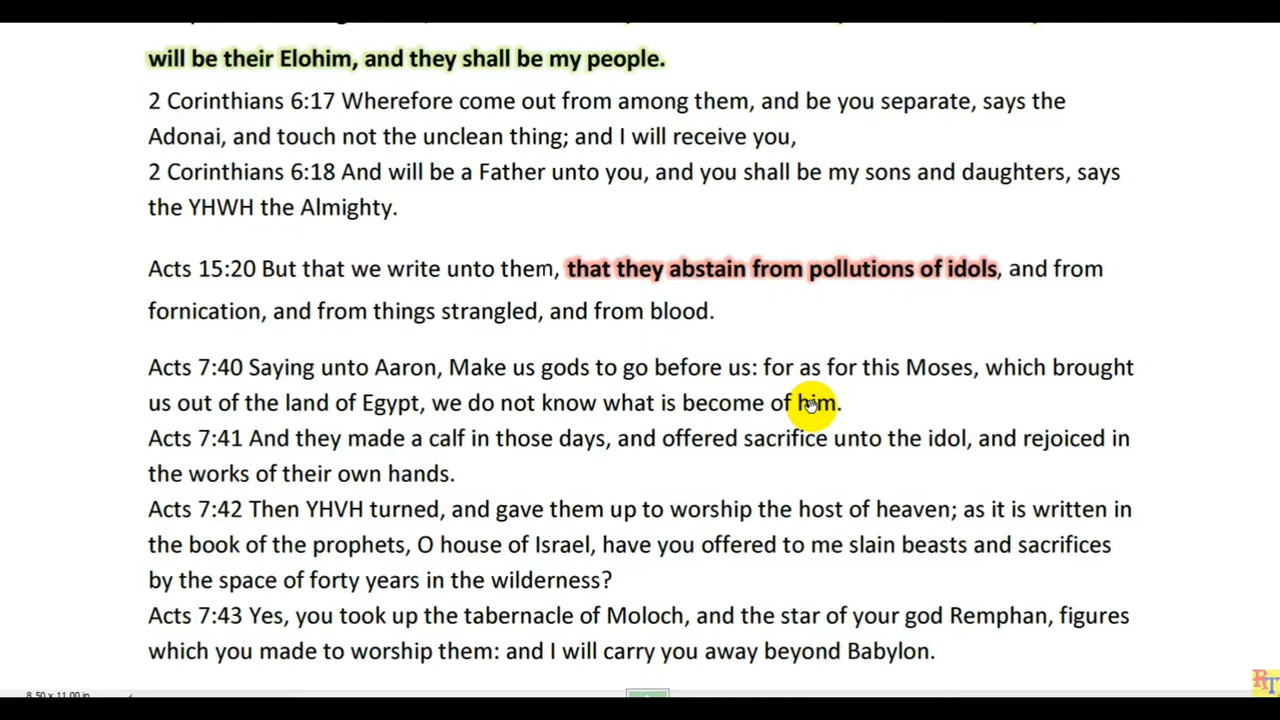 will be their Elohim, and they shall be my people.
2 Corinthians 6:17 Wherefore come out from among them, and be you separate, says the
Adonai, and touch not the unclean thing; and I will receive you,
2 Corinthians 6:18 And will be a Father unto you, and you shall be my sons and daughters, says
the YHWH the Almighty.
Acts 15:20 But that we write unto them, that they abstain from pollutions of idols, and from
fornication, and from things strangled, and from blood.
Acts 7:40 Saying unto Aaron, Make us gods to go before us: for as for this Moses, which brought
us out of the land of Egypt, we do not know what is become of him.
Acts 7:41 And they made a calf in those days, and offered sacrifice unto the idol, and rejoiced in
the works of their own hands.
Acts 7:42 Then YHVH turned, and gave them up to worship the host of heaven; as it is written in
the book of the prophets, O house of Israel, have you offered to me slain beasts and sacrifices
by the space of forty years in the wilderness?
Acts 7:43 Yes, you took up the tabernacle of Moloch, and the star of your god Remphan, figures
which you made to worship them: and I will carry you away beyond Babylon.
8.50 x 11.00 in
RT